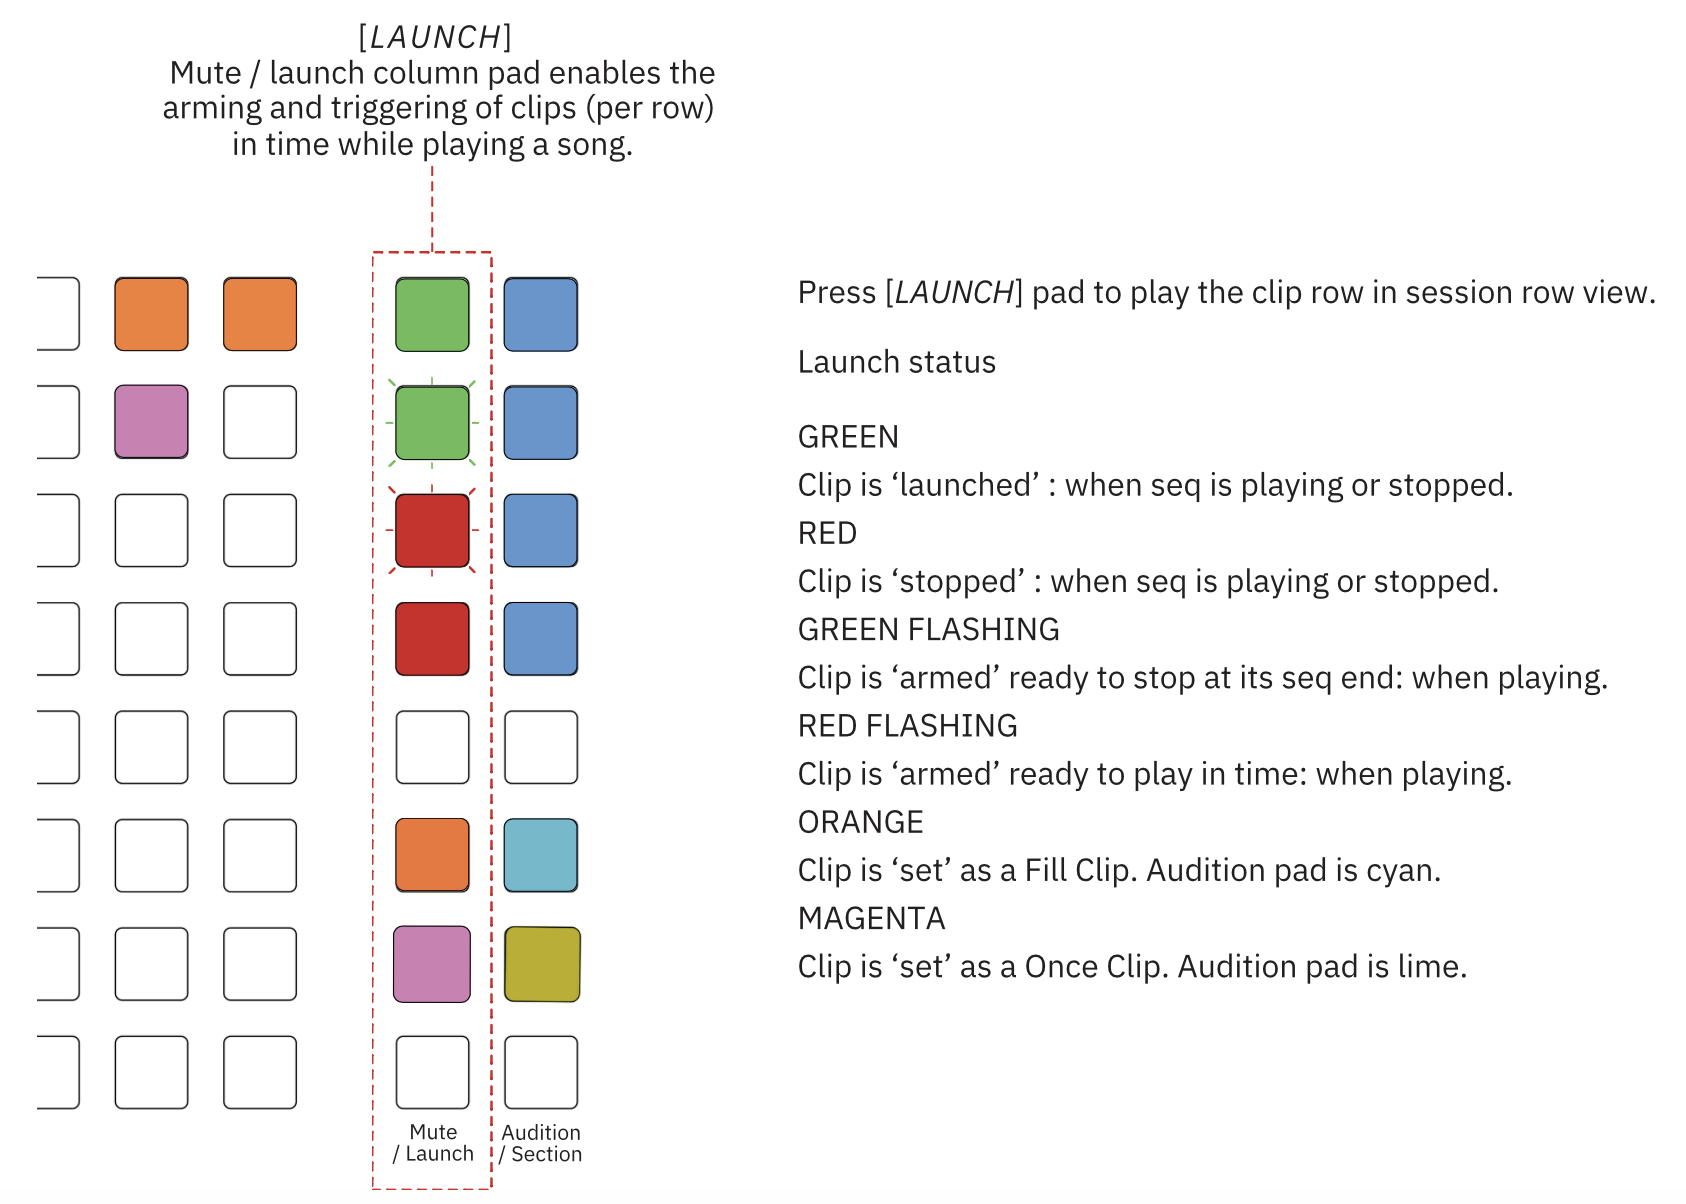 [LAUNCH]
Mute / launch column pad enables the
arming and triggering of clips (per row)
in time while playing a song.
Press [LAUNCH] pad to play the clip row in session row view.
Launch status
GREEN
Clip is ‘launched’ : when seq is playing or stopped.
RED
Clip is ‘stopped’ : when seq is playing or stopped.
GREEN FLASHING
Clip is ‘armed’ ready to stop at its seq end: when playing.
RED FLASHING
Clip is ‘armed’ ready to play in time: when playing.
ORANGE
Clip is ‘set’ as a Fill Clip. Audition pad is cyan.
MAGENTA
Clip is ‘set’ as a Once Clip. Audition pad is lime.
Mute
/ Launch
Audition
/ Section